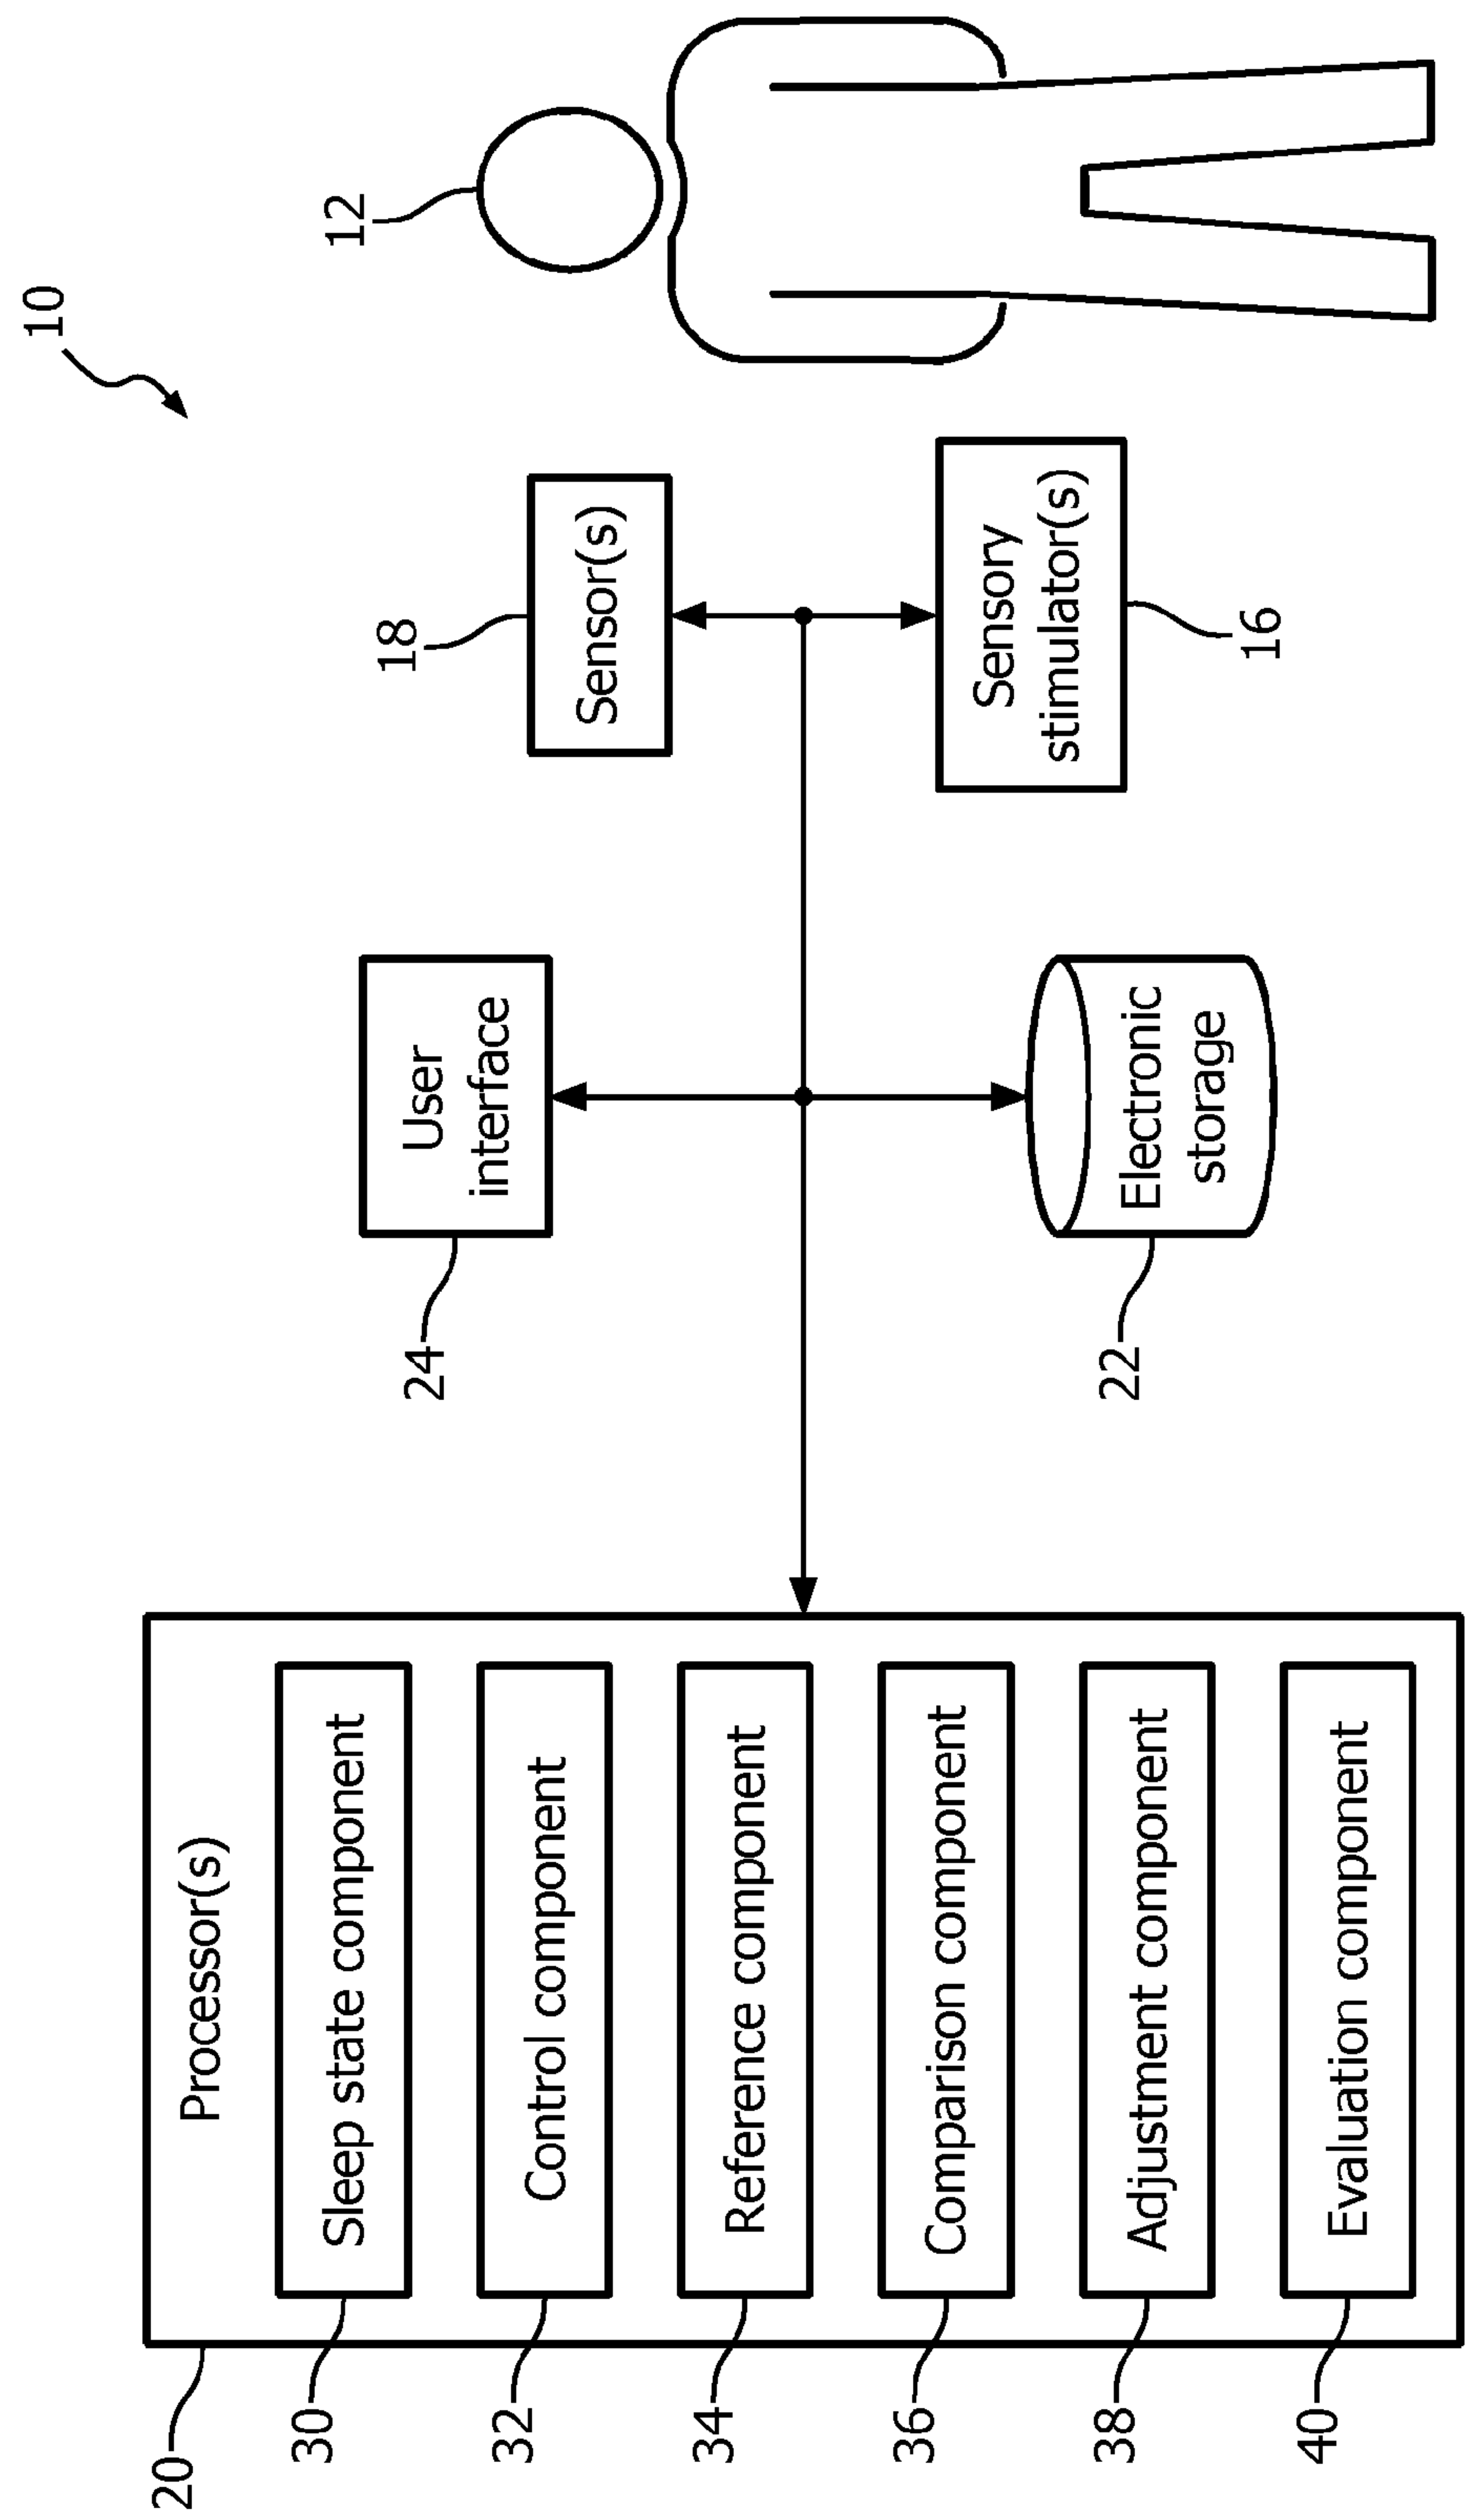 10
12
20
Processor(s)
30
Sleep state component
32
Control component
34
Reference component
36
Comparison component
38
Adjustment component
40
Evaluation component
24
User
interface
22
Electronic
storage
18
Sensor(s)
Sensory
stimulator(s)
16